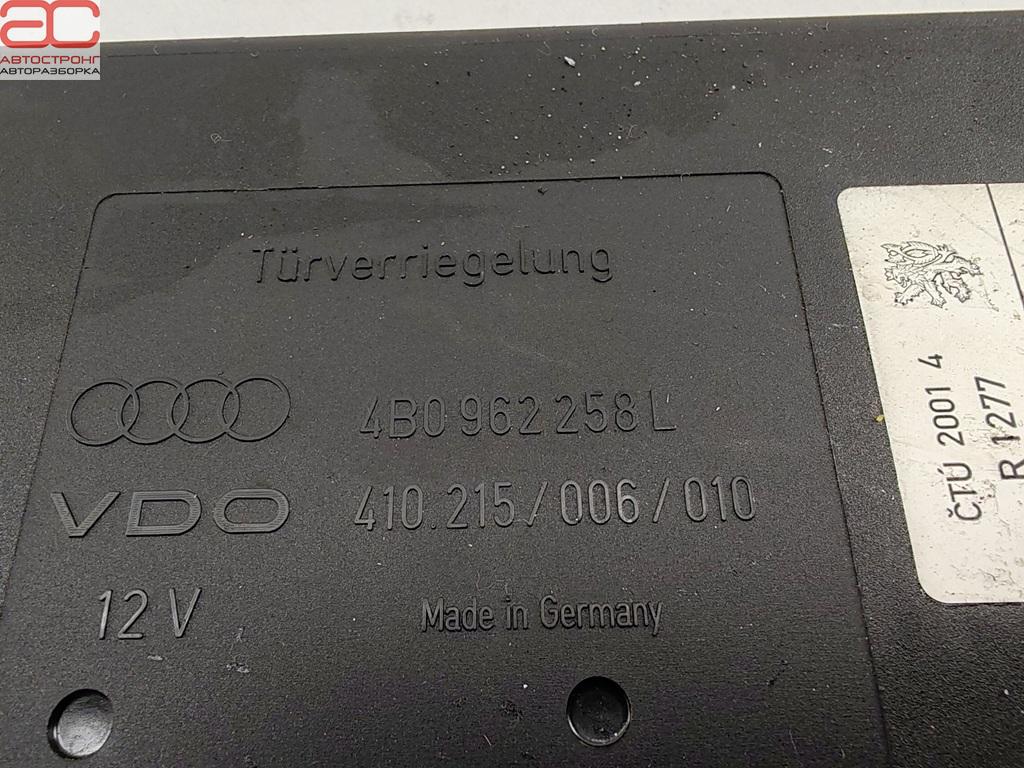 АС
АВТОСТРОНГ
АВТОРАЗБОРКА
Türverriegelung
4B0 962 258 L
VDO 410.215/006/010
12 V Made in Germany
ČTÚ 2001 4
R 1277